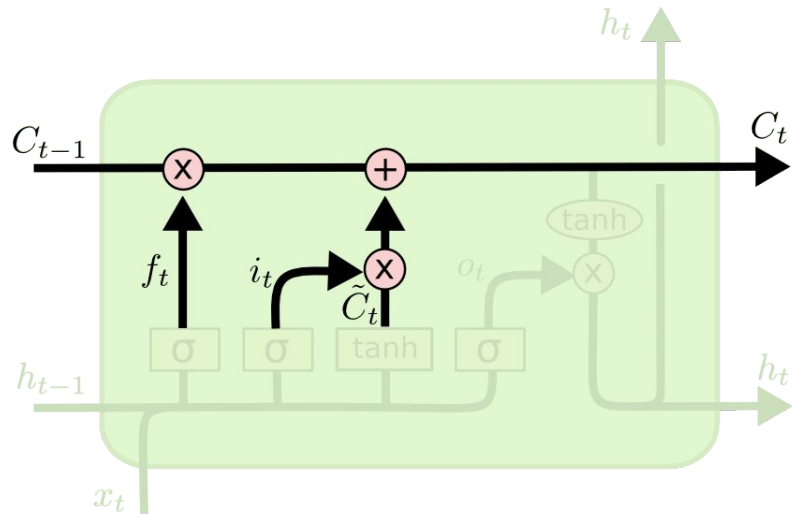 h_t
C_{t-1}
C_t
x
+
tanh
f_t
i_t
x
o_t
x
C̃_t
σ
σ
tanh
σ
h_{t-1}
h_t
x_t